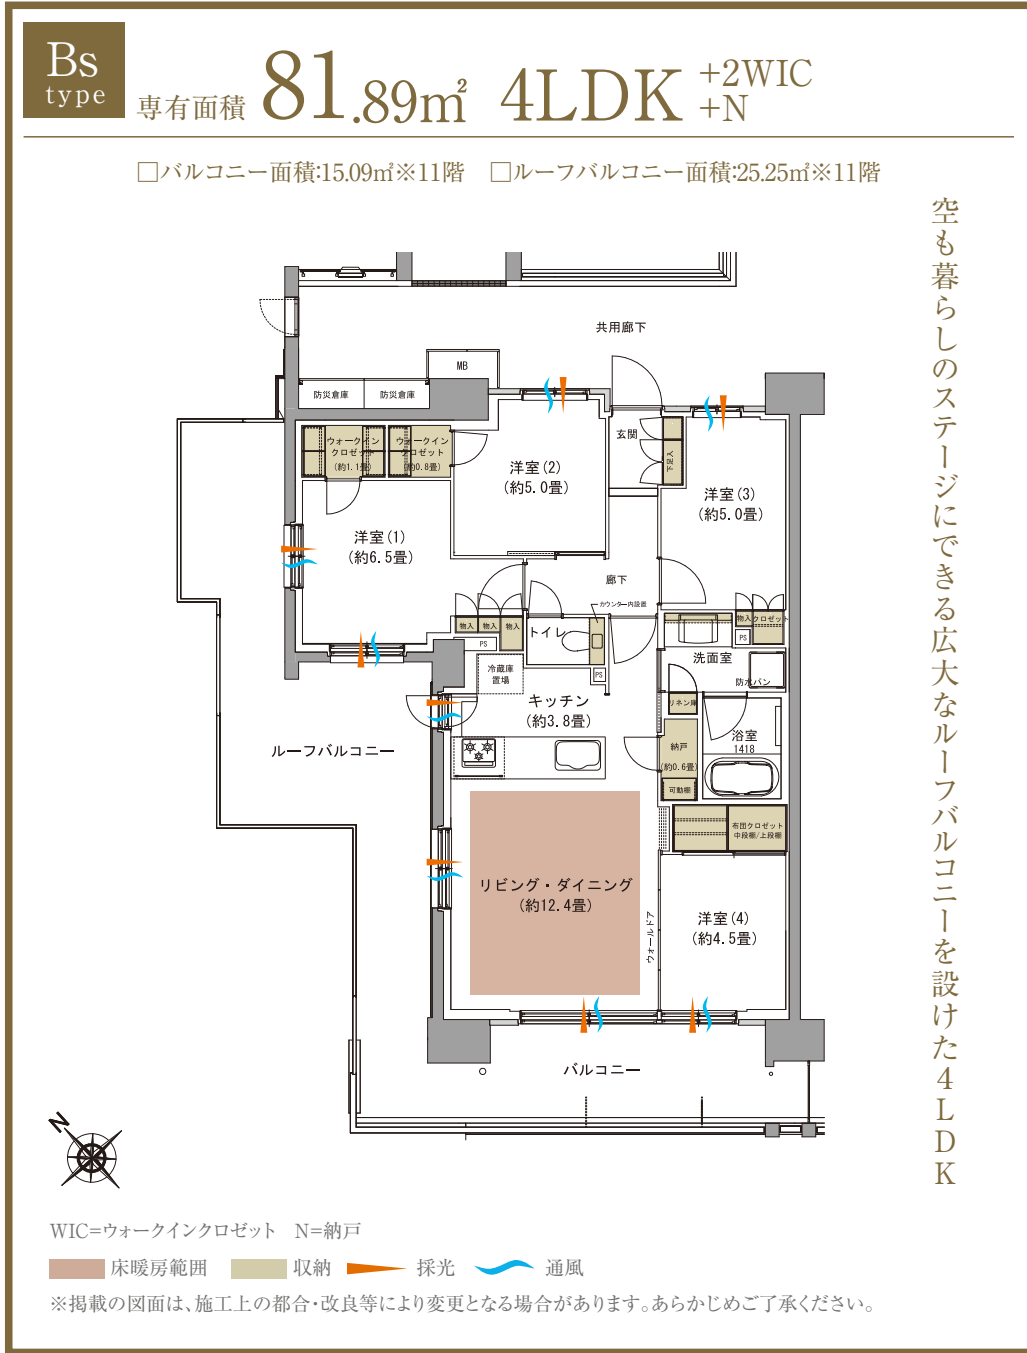 Bs
type
専有面積 81.89㎡ 4LDK +2WIC
+N
□バルコニー面積:15.09㎡※11階 □ルーフバルコニー面積:25.25㎡※11階
空も暮らしのステージにできる広大なルーフバルコニーを設けた4LDK
共用廊下
MB
防災倉庫
防災倉庫
玄関
下足入
ウォークイン
クロゼット
(約1.1畳)
ウォークイン
クロゼット
(約0.8畳)
洋室(2)
(約5.0畳)
洋室(3)
(約5.0畳)
洋室(1)
(約6.5畳)
廊下
カウンター内設置
物入
物入
物入
PS
トイレ
物入
クロゼット
PS
洗面室
防水パン
冷蔵庫
置場
PS
キッチン
(約3.8畳)
リネン庫
納戸
(約0.6畳)
可動棚
浴室
1418
ルーフバルコニー
布団クロゼット
中段棚/上段棚
リビング・ダイニング
(約12.4畳)
ウォールドア
洋室(4)
(約4.5畳)
バルコニー
N
WIC=ウォークインクロゼット N=納戸
床暖房範囲 収納 採光 通風
※掲載の図面は、施工上の都合・改良等により変更となる場合があります。あらかじめご了承ください。